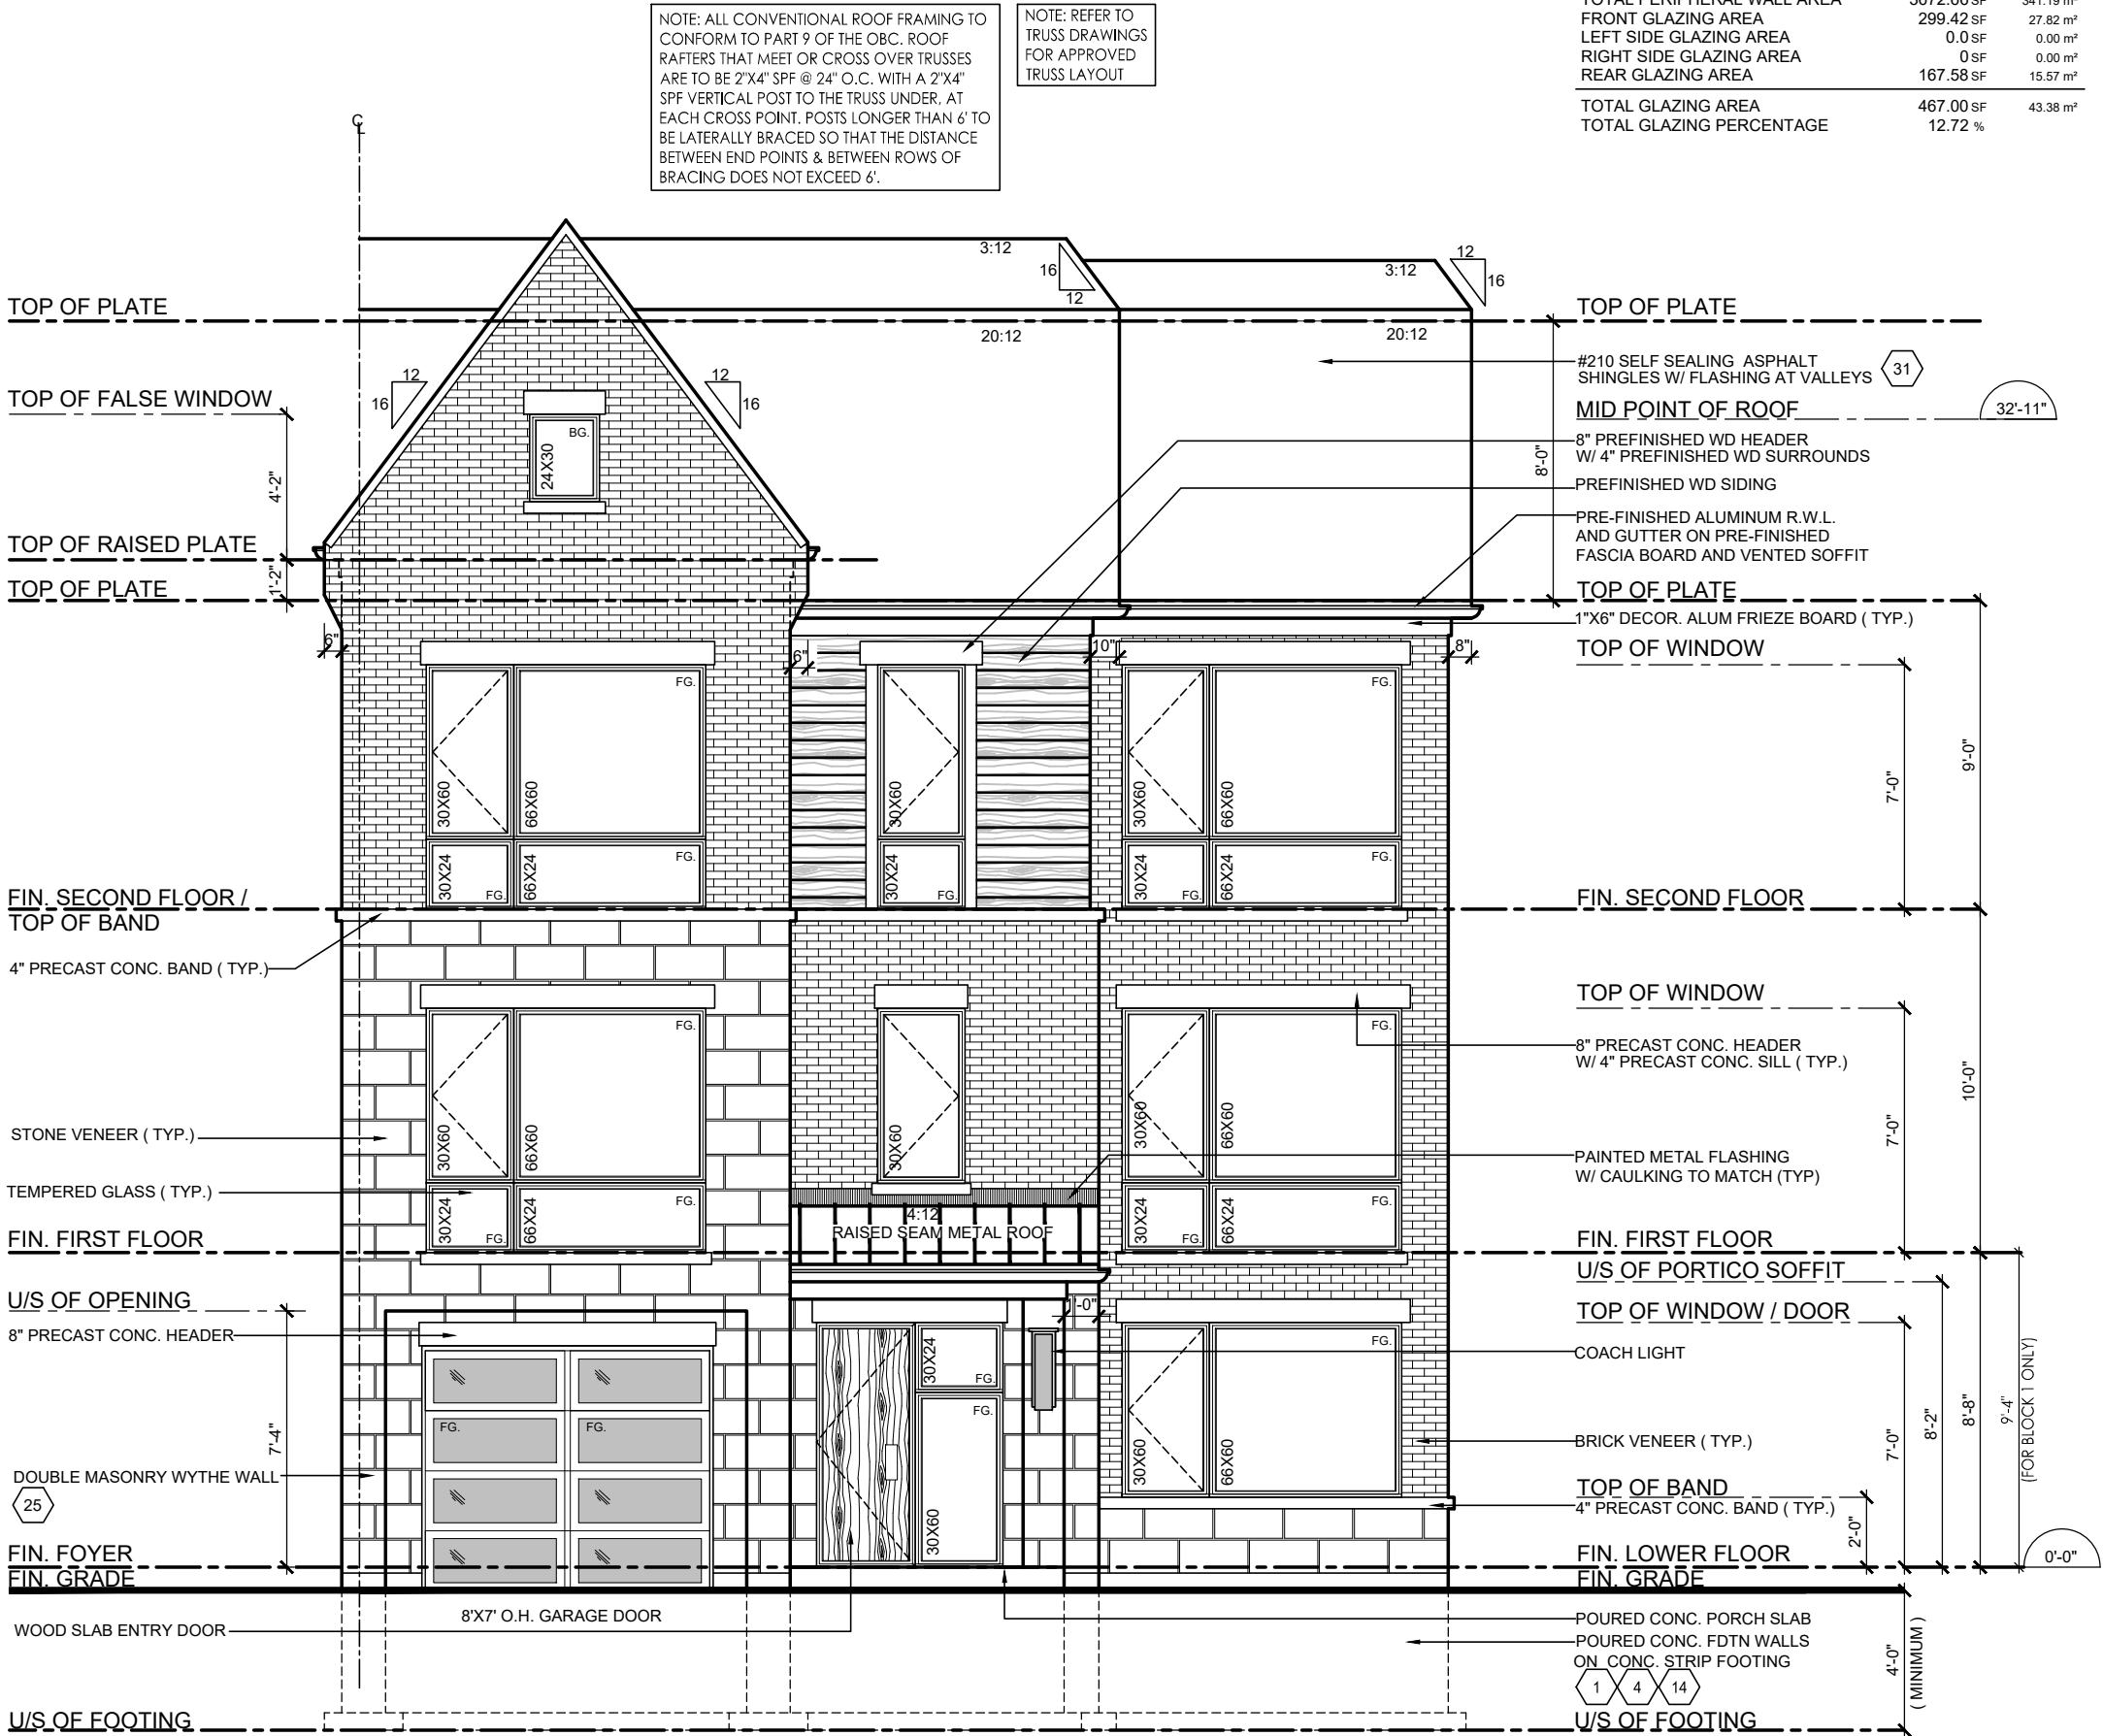 NOTE: ALL CONVENTIONAL ROOF FRAMING TO
CONFORM TO PART 9 OF THE OBC. ROOF
RAFTERS THAT MEET OR CROSS OVER TRUSSES
ARE TO BE 2"X4" SPF @ 24" O.C. WITH A 2"X4"
SPF VERTICAL POST TO THE TRUSS UNDER, AT
EACH CROSS POINT. POSTS LONGER THAN 6' TO
BE LATERALLY BRACED SO THAT THE DISTANCE
BETWEEN END POINTS & BETWEEN ROWS OF
BRACING DOES NOT EXCEED 6'.
NOTE: REFER TO
TRUSS DRAWINGS
FOR APPROVED
TRUSS LAYOUT
TOTAL PERIPHERAL WALL AREA 3672.66 SF 341.19 m²
FRONT GLAZING AREA 299.42 SF 27.82 m²
LEFT SIDE GLAZING AREA 0.0 SF 0.00 m²
RIGHT SIDE GLAZING AREA 0 SF 0.00 m²
REAR GLAZING AREA 167.58 SF 15.57 m²
TOTAL GLAZING AREA 467.00 SF 43.38 m²
TOTAL GLAZING PERCENTAGE 12.72 %
CL
TOP OF PLATE
TOP OF FALSE WINDOW
4'-2"
TOP OF RAISED PLATE
1'-2"
TOP OF PLATE
6"
FIN. SECOND FLOOR /
TOP OF BAND
4" PRECAST CONC. BAND ( TYP.)
STONE VENEER ( TYP.)
TEMPERED GLASS ( TYP.)
FIN. FIRST FLOOR
U/S OF OPENING
8" PRECAST CONC. HEADER
7'-4"
DOUBLE MASONRY WYTHE WALL
25
FIN. FOYER
FIN. GRADE
WOOD SLAB ENTRY DOOR
8'X7' O.H. GARAGE DOOR
U/S OF FOOTING
3:12
16
12
3:12
12
16
20:12
20:12
12
16
12
16
BG.
24X30
6"
10"
8"
FG.
30X60
66X60
30X24
FG.
66X24
FG.
30X60
30X24
FG.
FG.
30X60
66X60
30X24
FG.
66X24
FG.
FG.
30X60
66X60
30X24
FG.
66X24
FG.
30X60
FG.
30X60
66X60
30X24
FG.
66X24
FG.
4:12
RAISED SEAM METAL ROOF
1'-0"
FG.
FG.
30X24
FG.
FG.
30X60
FG.
30X60
66X60
TOP OF PLATE
#210 SELF SEALING ASPHALT
SHINGLES W/ FLASHING AT VALLEYS
31
MID POINT OF ROOF
32'-11"
8" PREFINISHED WD HEADER
W/ 4" PREFINISHED WD SURROUNDS
8'-0"
PREFINISHED WD SIDING
PRE-FINISHED ALUMINUM R.W.L.
AND GUTTER ON PRE-FINISHED
FASCIA BOARD AND VENTED SOFFIT
TOP OF PLATE
1"X6" DECOR. ALUM FRIEZE BOARD ( TYP.)
TOP OF WINDOW
7'-0"
9'-0"
FIN. SECOND FLOOR
TOP OF WINDOW
8" PRECAST CONC. HEADER
W/ 4" PRECAST CONC. SILL ( TYP.)
7'-0"
10'-0"
PAINTED METAL FLASHING
W/ CAULKING TO MATCH (TYP)
FIN. FIRST FLOOR
U/S OF PORTICO SOFFIT
TOP OF WINDOW / DOOR
COACH LIGHT
BRICK VENEER ( TYP.)
7'-0"
8'-2"
8'-8"
9'-4"
(FOR BLOCK 1 ONLY)
TOP OF BAND
4" PRECAST CONC. BAND ( TYP.)
2'-0"
FIN. LOWER FLOOR
0'-0"
FIN. GRADE
POURED CONC. PORCH SLAB
POURED CONC. FDTN WALLS
ON CONC. STRIP FOOTING
1 4 14
4'-0"
( MINIMUM )
U/S OF FOOTING